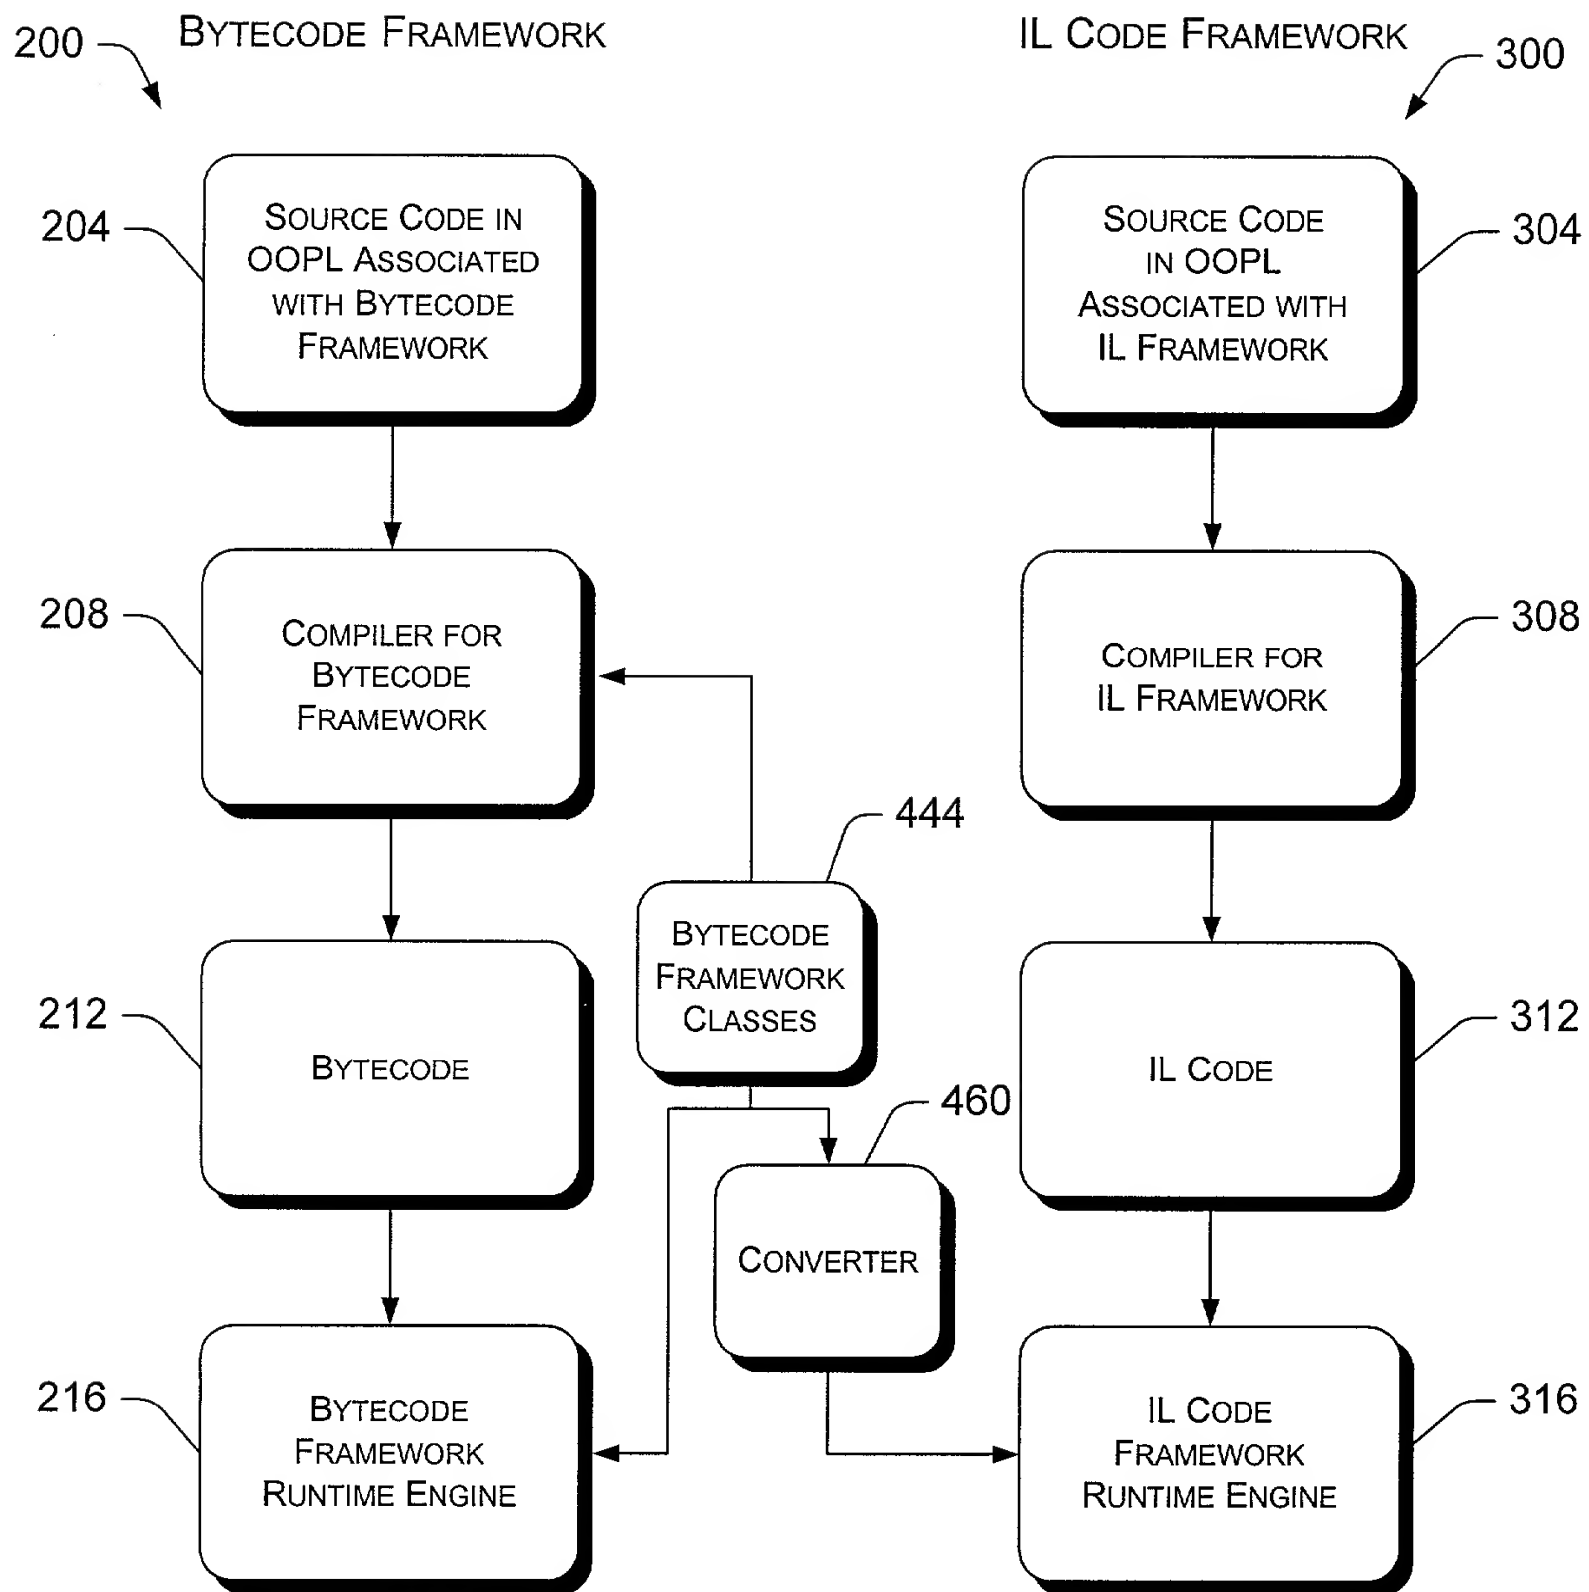 200
BYTECODE FRAMEWORK
IL CODE FRAMEWORK
300
204
SOURCE CODE IN
OOPL ASSOCIATED
WITH BYTECODE
FRAMEWORK
SOURCE CODE
IN OOPL
ASSOCIATED WITH
IL FRAMEWORK
304
208
COMPILER FOR
BYTECODE
FRAMEWORK
COMPILER FOR
IL FRAMEWORK
308
444
BYTECODE
FRAMEWORK
CLASSES
212
BYTECODE
IL CODE
312
460
CONVERTER
216
BYTECODE
FRAMEWORK
RUNTIME ENGINE
IL CODE
FRAMEWORK
RUNTIME ENGINE
316